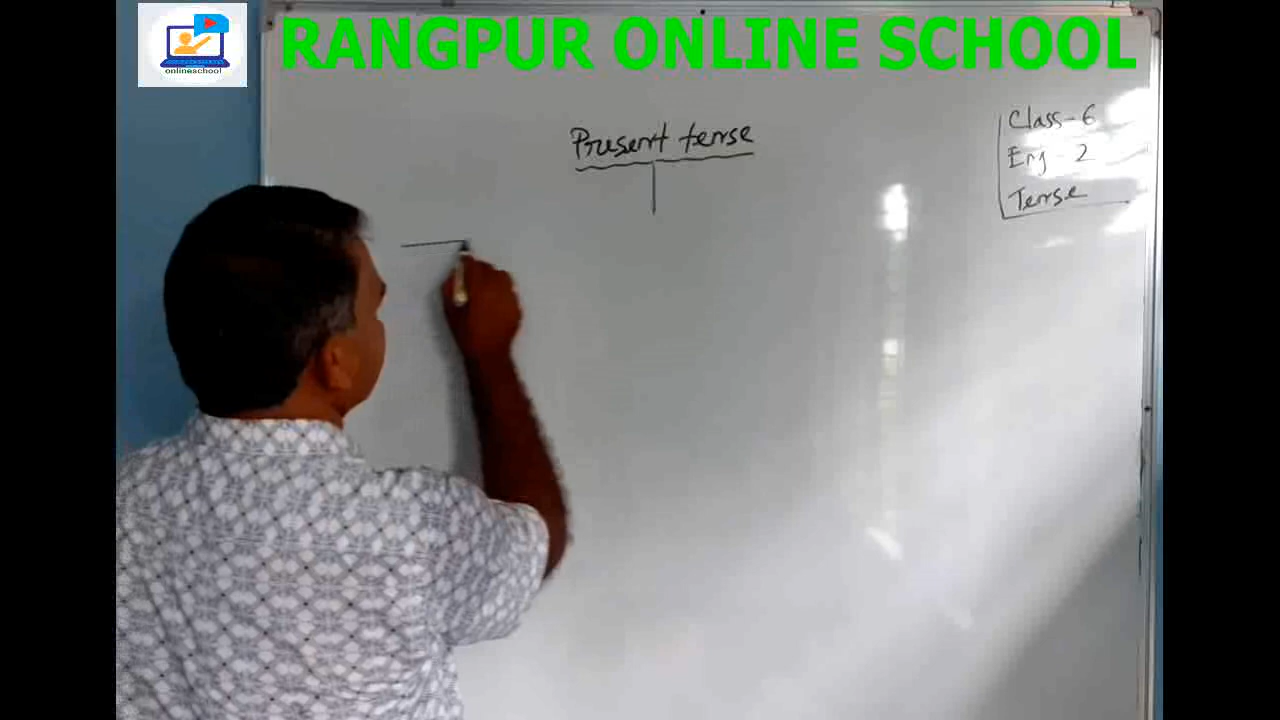 onlineschool
RANGPUR ONLINE SCHOOL
Present tense
Class-6
Eng-2
Tense